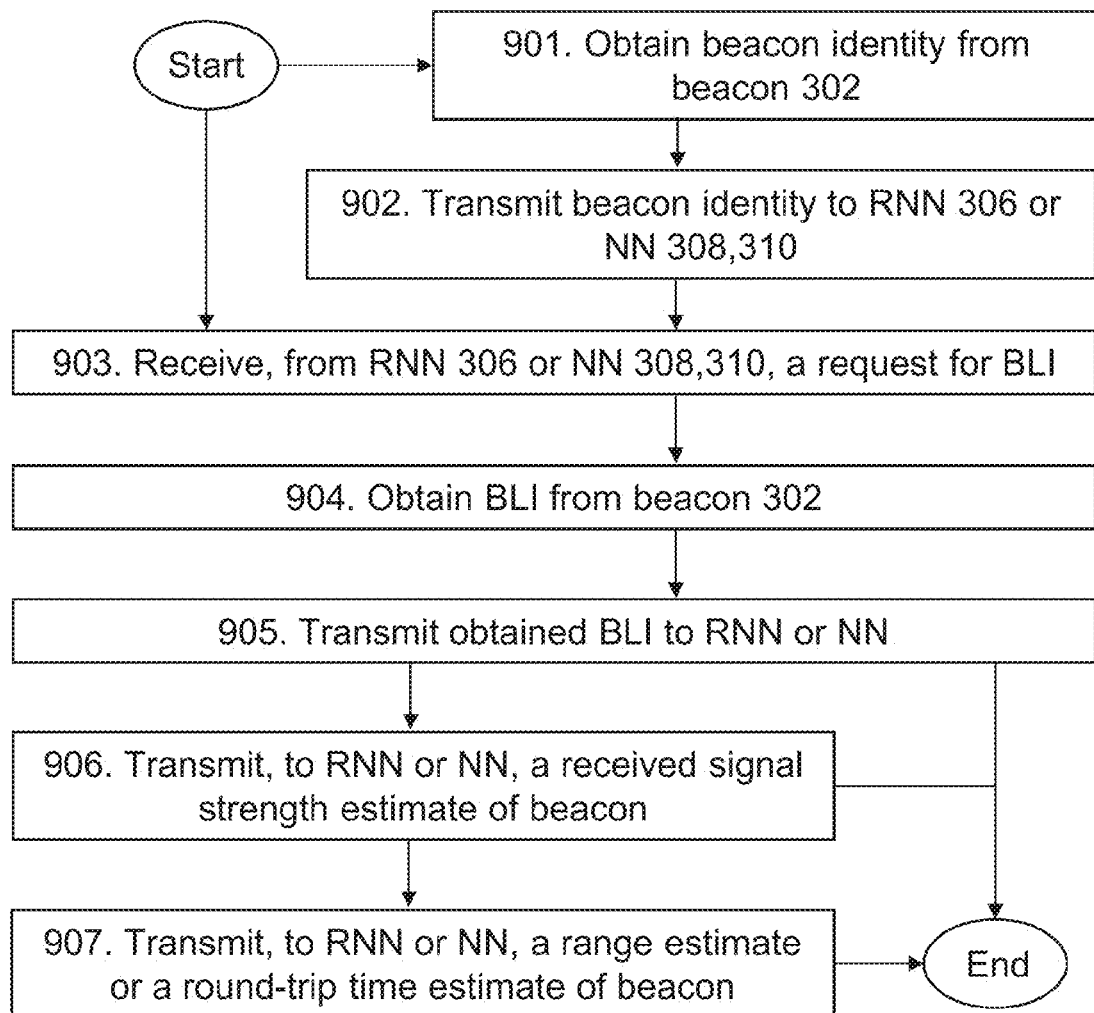 Start
901. Obtain beacon identity from
beacon 302
902. Transmit beacon identity to RNN 306 or
NN 308,310
903. Receive, from RNN 306 or NN 308,310, a request for BLI
904. Obtain BLI from beacon 302
905. Transmit obtained BLI to RNN or NN
906. Transmit, to RNN or NN, a received signal
strength estimate of beacon
907. Transmit, to RNN or NN, a range estimate
or a round-trip time estimate of beacon
End